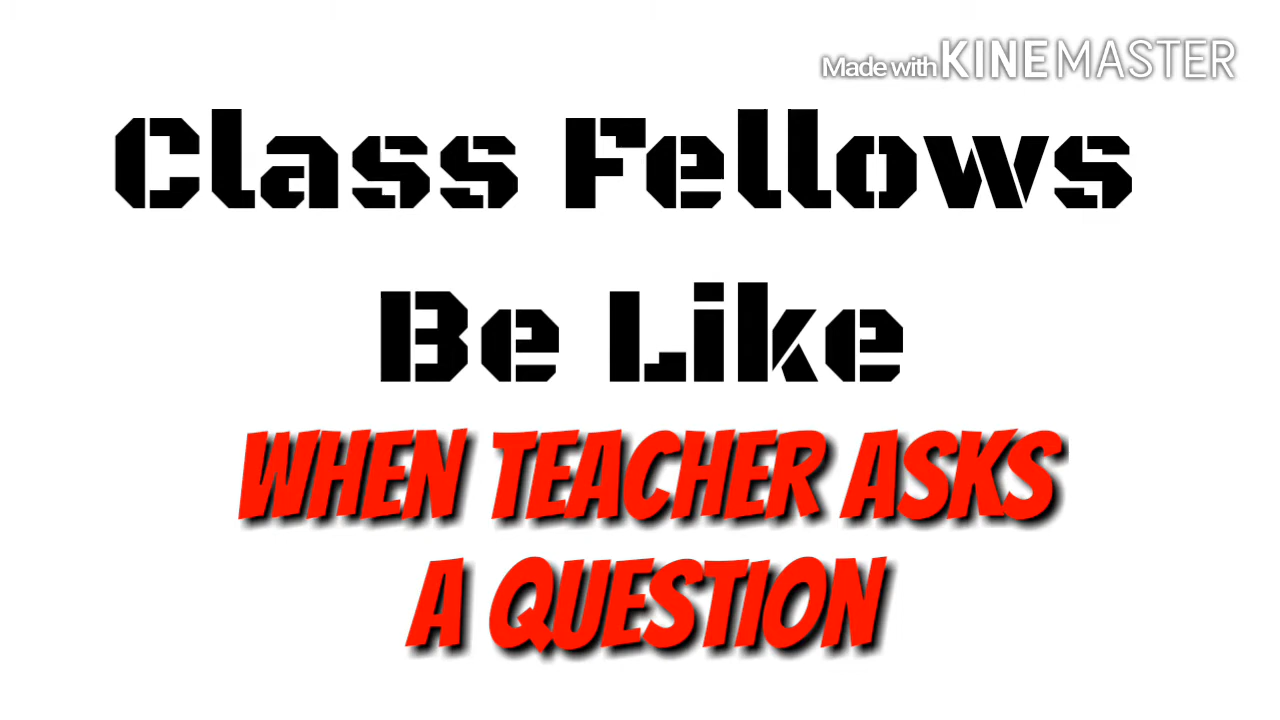 Made with KINEMASTER
Class Fellows
Be Like
WHEN TEACHER ASKS
A QUESTION